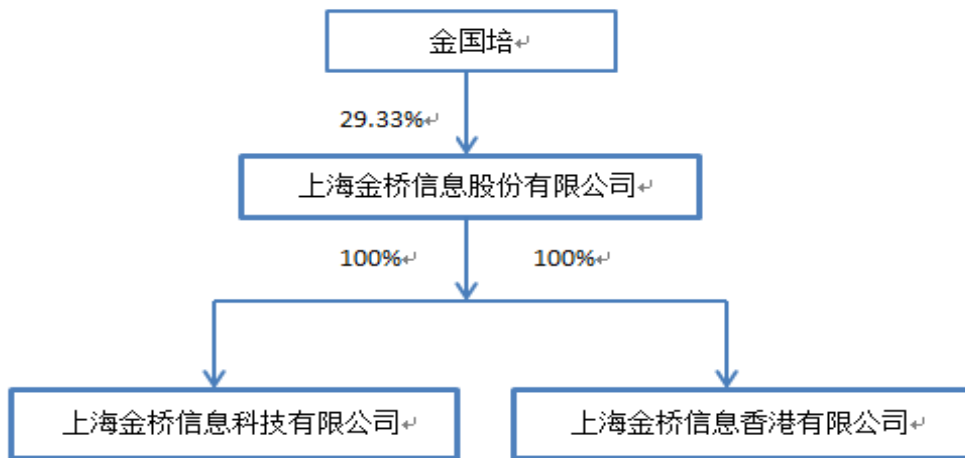 金国培
29.33%
上海金桥信息股份有限公司
100% 100%
上海金桥信息科技有限公司
上海金桥信息香港有限公司